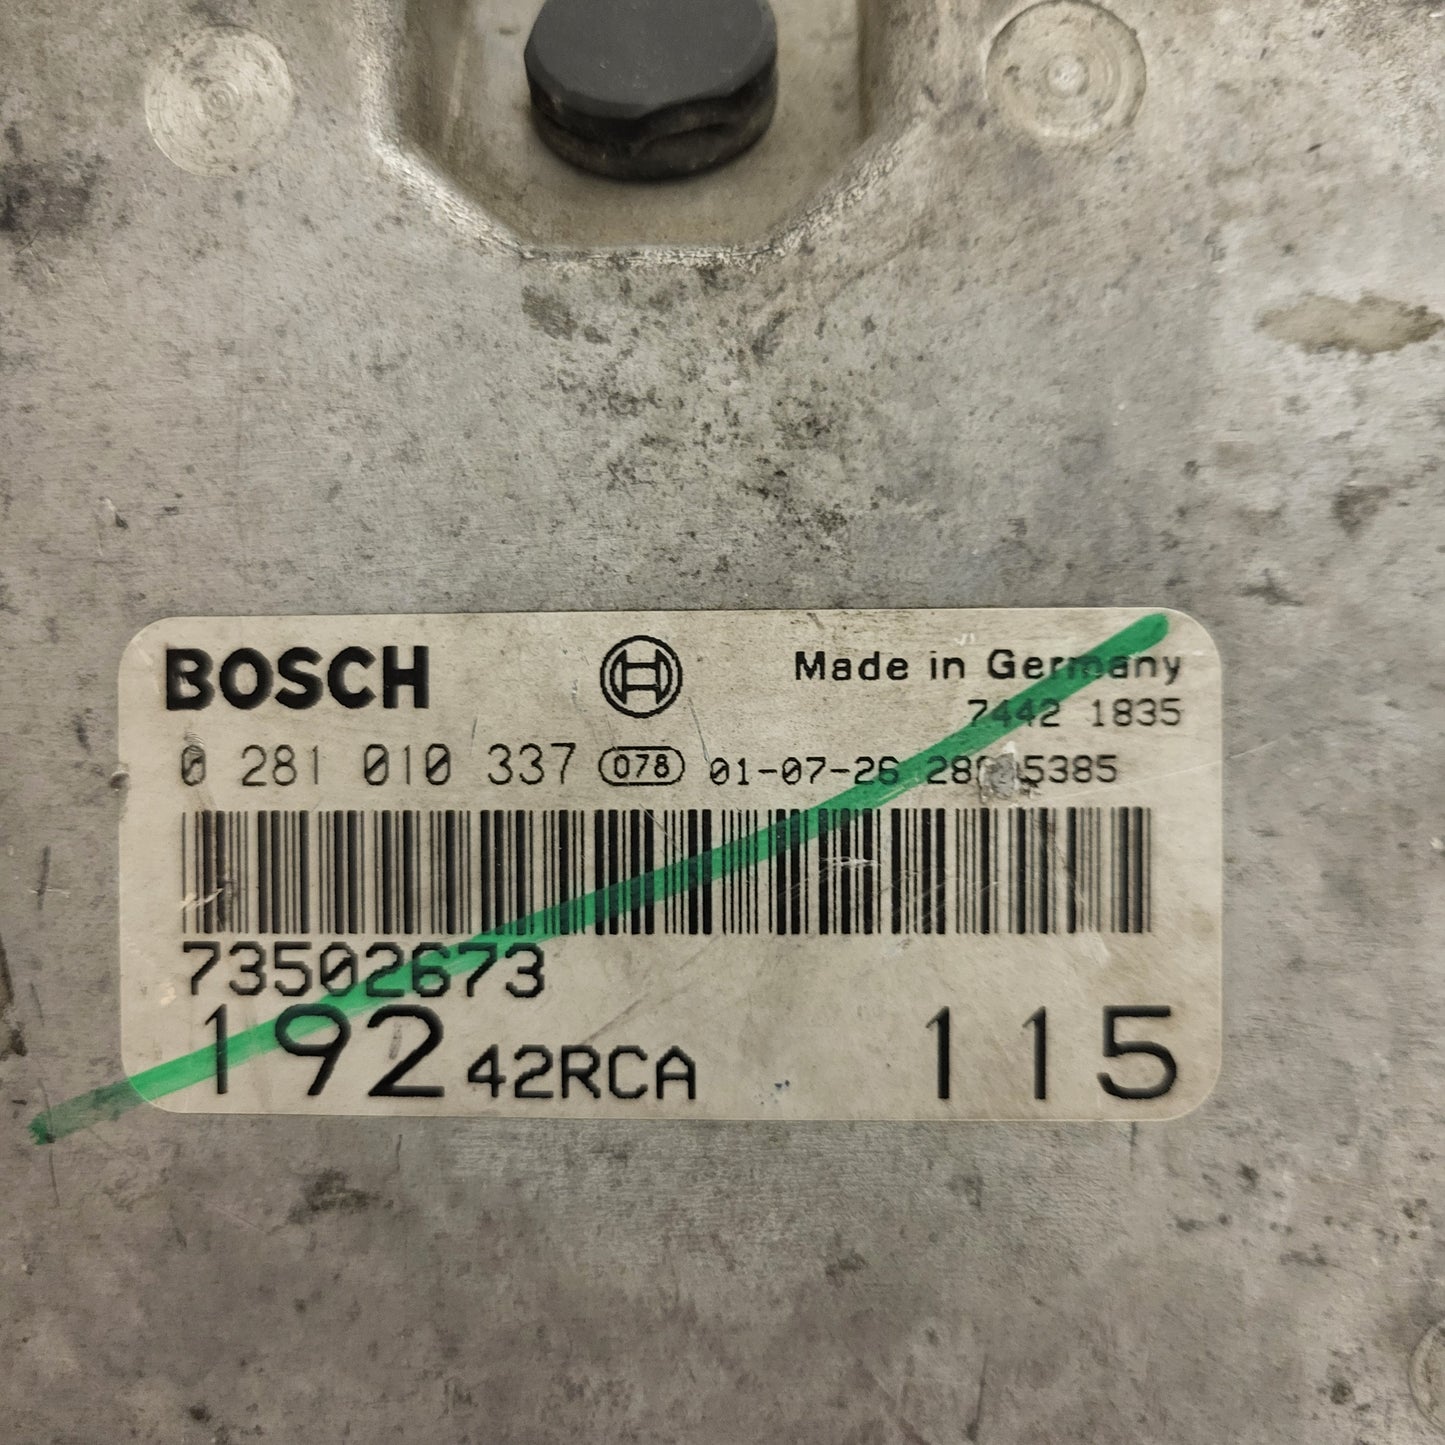 BOSCH Made in Germany
7442 1835
0 281 010 337 078 01-07-26
73502673
192 42RCA 115